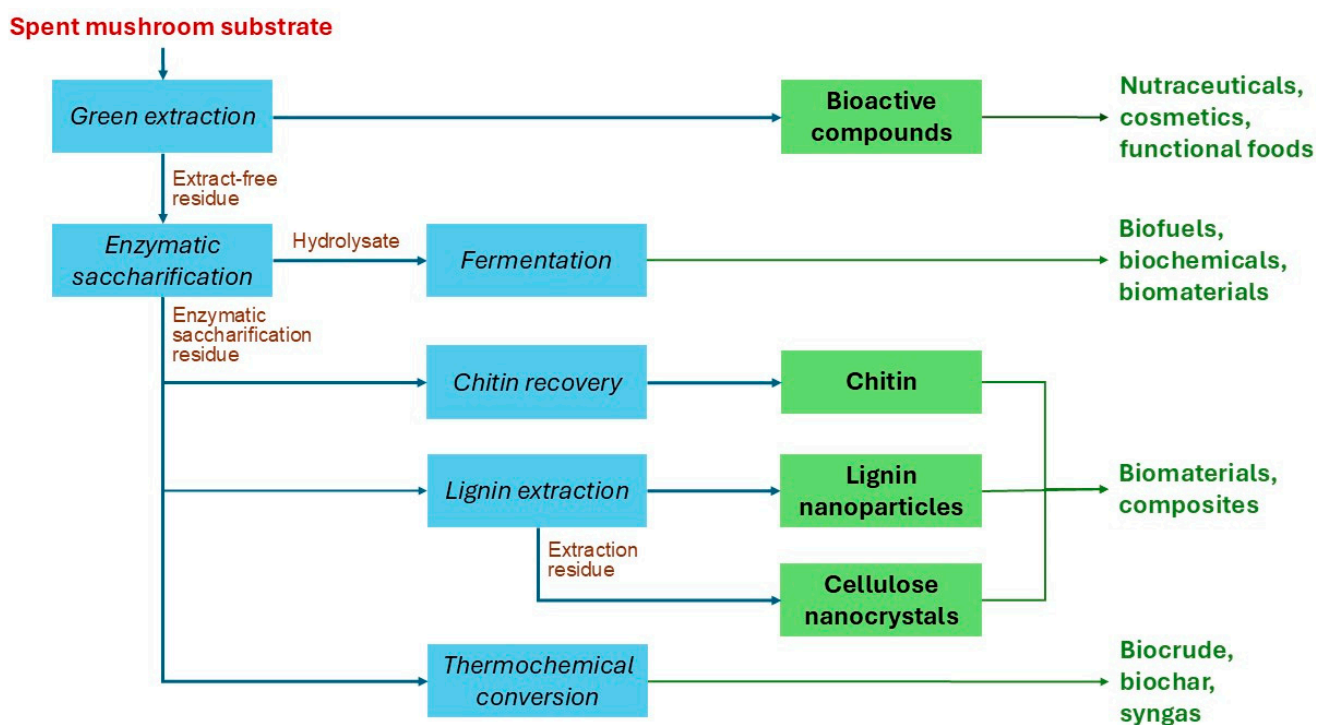 Spent mushroom substrate
Green extraction
Bioactive
compounds
Nutraceuticals,
cosmetics,
functional foods
Extract-free
residue
Enzymatic
saccharification
Hydrolysate
Fermentation
Biofuels,
biochemicals,
biomaterials
Enzymatic
saccharification
residue
Chitin recovery
Chitin
Lignin extraction
Lignin
nanoparticles
Biomaterials,
composites
Extraction
residue
Cellulose
nanocrystals
Thermochemical
conversion
Biocrude,
biochar,
syngas